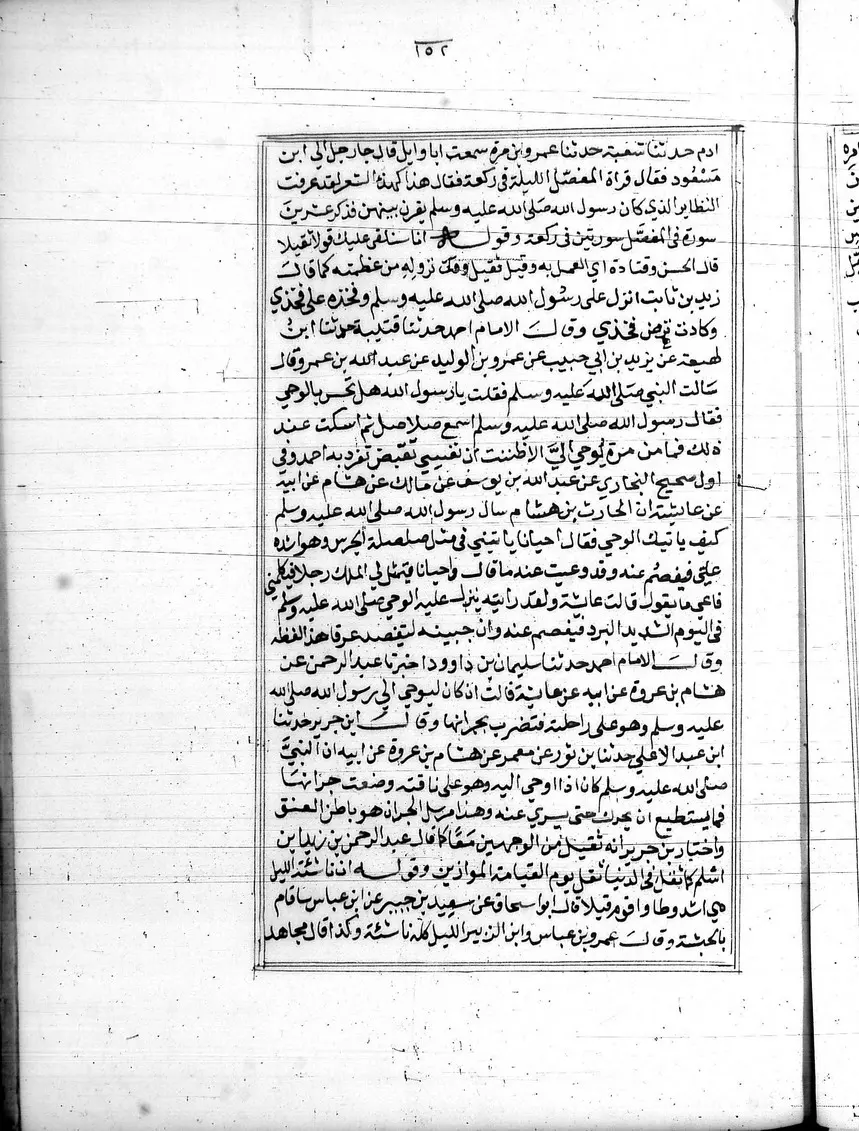 ١٥٢
ادم حدثنا شعبة حدثنا عمرو بن مرة سمعت ابا وايل قال جا رجل الي ابن
مسعود فقال قراة المفصل الليلة في ركعة فقال هذا كهذ الشعر لقد عرفت
النظاير الذي كان رسول الله صلى الله عليه وسلم يقرن بينهن فذكر عشرين
سورة في المفصل سورتين في ركعة وقوله انا سنلقي عليك قولا ثقيلا
قال الحسن وقتادة اي العمل به وقيل ثقيل وقت نزوله من عظمته كما قال
زيد بن ثابت انزل على رسول الله صلى الله عليه وسلم وفخذه على فخذي
وكادت ترض فخذي وقال الامام احمد حدثنا قتيبة حدثنا ابن
لهيعة عن يزيد بن ابي حبيب عن عمرو بن الوليد عن عبد الله بن عمرو قال
سالت النبي صلى الله عليه وسلم فقلت يا رسول الله هل تحس بالوحي
فقال رسول الله صلى الله عليه وسلم اسمع صلاصل ثم اسكت عند
ذلك فما من مرة يوحي الي الا ظننت ان نفسي تقبض تفرد به احمد وفي
اول صحيح البخاري عن عبد الله بن يوسف عن مالك عن هشام عن ابيه
عن عايشة ان الحارث بن هشام سال رسول الله صلى الله عليه وسلم
كيف ياتيك الوحي فقال احيانا ياتيني في مثل صلصلة الجرس وهو اشده
علي فيفصم عنه وقد وعيت عنه ما قال واحيانا يتمثل لي الملك رجلا فيكلمني
فاعي ما يقول قالت عايشة ولقد رايته ينزل عليه الوحي صلى الله عليه وسلم
في اليوم الشديد البرد فيفصم عنه وان جبينه ليتفصد عرقا هذا لفظه
وقال الامام احمد حدثنا سليمان بن داوود اخبرنا عبد الرحمن عن
هشام بن عروة عن ابيه عن عايشة قالت ان كان ليوحي الي رسول الله صلى الله
عليه وسلم وهو على راحلته فتضرب بجرانها وقال ابن جرير حدثنا
ابن عبد الاعلي حدثنا بن ثور عن معمر عن هشام بن عروة عن ابيه ان النبي
صلى الله عليه وسلم كان اذا اوحي اليه وهو على ناقته وضعت جرانها
فما يستطيع ان يحرك حتى يسري عنه وهذا مرسل الجران هو باطن العنق
واختار بن جرير انه ثقيل من الوجهين معا كما قال عبد الرحمن بن زيد بن
اسلم كما ثقل في الدنيا ثقل يوم القيامة الموازين وقوله ان ناشئة الليل
هي اشد وطا واقوم قيلا قال ابو اسحاق عن سعيد بن جبير عن ابن عباس نشا قام
بالحبشة وقال عمرو بن عباس وابن الزبير الليل كله ناشئة وكذا قال مجاهد